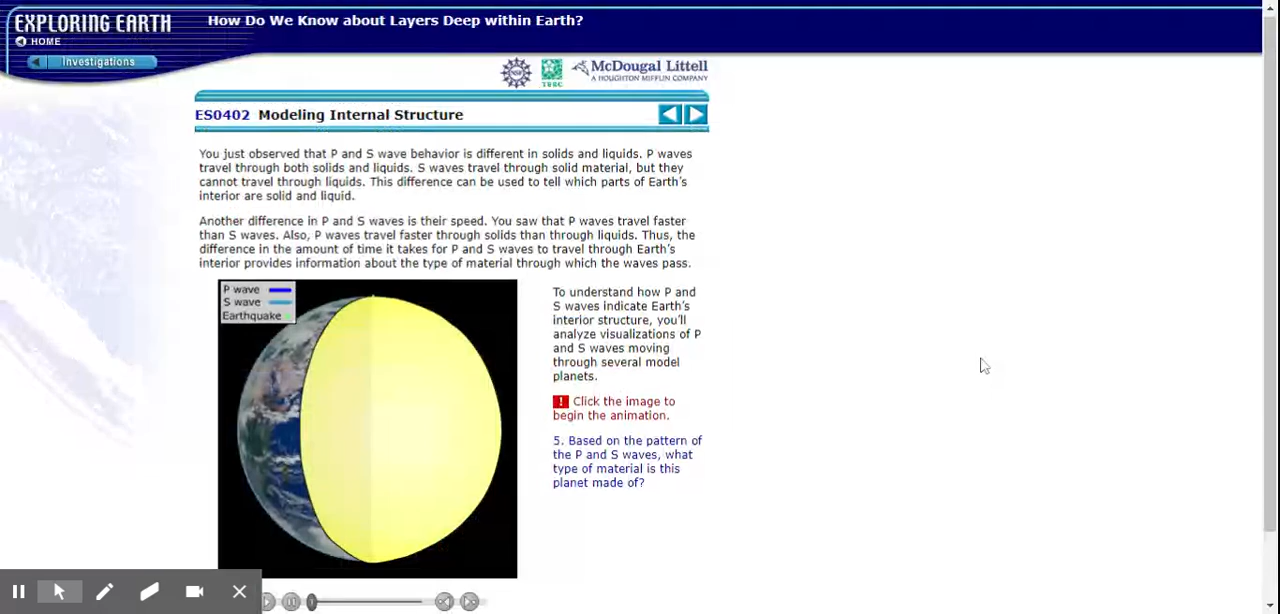 EXPLORING EARTH
How Do We Know about Layers Deep within Earth?
HOME
Investigations
NSF
TERC
McDougal Littell
A HOUGHTON MIFFLIN COMPANY
ES0402 Modeling Internal Structure
You just observed that P and S wave behavior is different in solids and liquids. P waves
travel through both solids and liquids. S waves travel through solid material, but they
cannot travel through liquids. This difference can be used to tell which parts of Earth's
interior are solid and liquid.
Another difference in P and S waves is their speed. You saw that P waves travel faster
than S waves. Also, P waves travel faster through solids than through liquids. Thus, the
difference in the amount of time it takes for P and S waves to travel through Earth's
interior provides information about the type of material through which the waves pass.
P wave
S wave
Earthquake
To understand how P and
S waves indicate Earth's
interior structure, you'll
analyze visualizations of P
and S waves moving
through several model
planets.
! Click the image to
begin the animation.
5. Based on the pattern of
the P and S waves, what
type of material is this
planet made of?